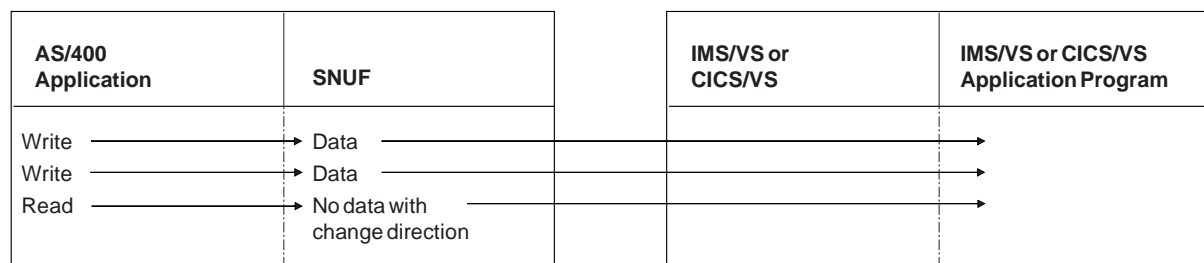 AS/400
Application
SNUF
IMS/VS or
CICS/VS
IMS/VS or CICS/VS
Application Program
Write
Data
Write
Data
Read
No data with
change direction